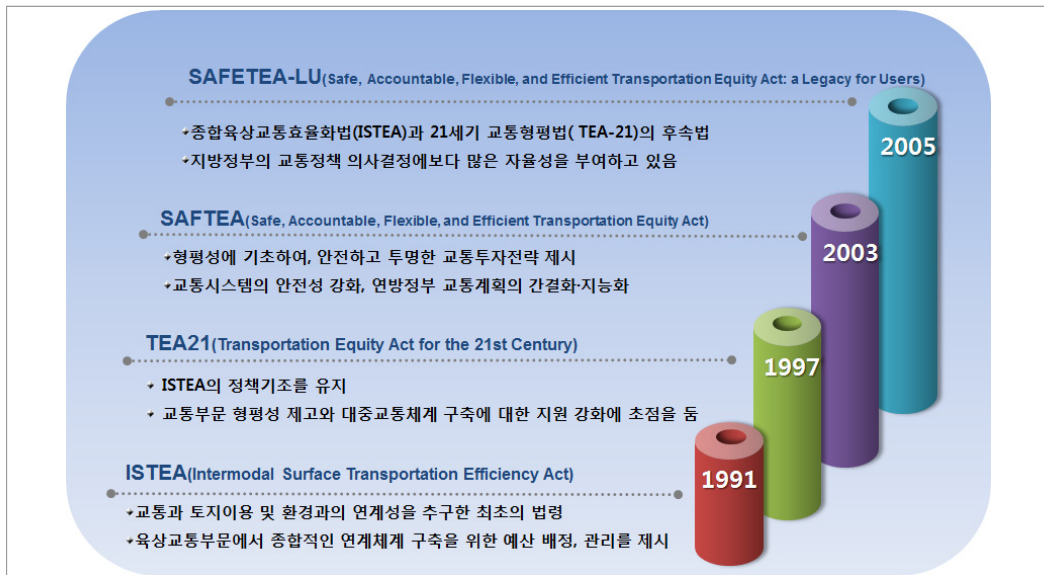 SAFETEA-LU(Safe, Accountable, Flexible, and Efficient Transportation Equity Act: a Legacy for Users)
종합육상교통효율화법(ISTEA)과 21세기 교통형평법( TEA-21)의 후속법
지방정부의 교통정책 의사결정에보다 많은 자율성을 부여하고 있음
2005
SAFTEA(Safe, Accountable, Flexible, and Efficient Transportation Equity Act)
형평성에 기초하여, 안전하고 투명한 교통투자전략 제시
교통시스템의 안전성 강화, 연방정부 교통계획의 간결화·지능화
2003
TEA21(Transportation Equity Act for the 21st Century)
ISTEA의 정책기조를 유지
교통부문 형평성 제고와 대중교통체계 구축에 대한 지원 강화에 초점을 둠
1997
ISTEA(Intermodal Surface Transportation Efficiency Act)
교통과 토지이용 및 환경과의 연계성을 추구한 최초의 법령
육상교통부문에서 종합적인 연계체계 구축을 위한 예산 배정, 관리를 제시
1991